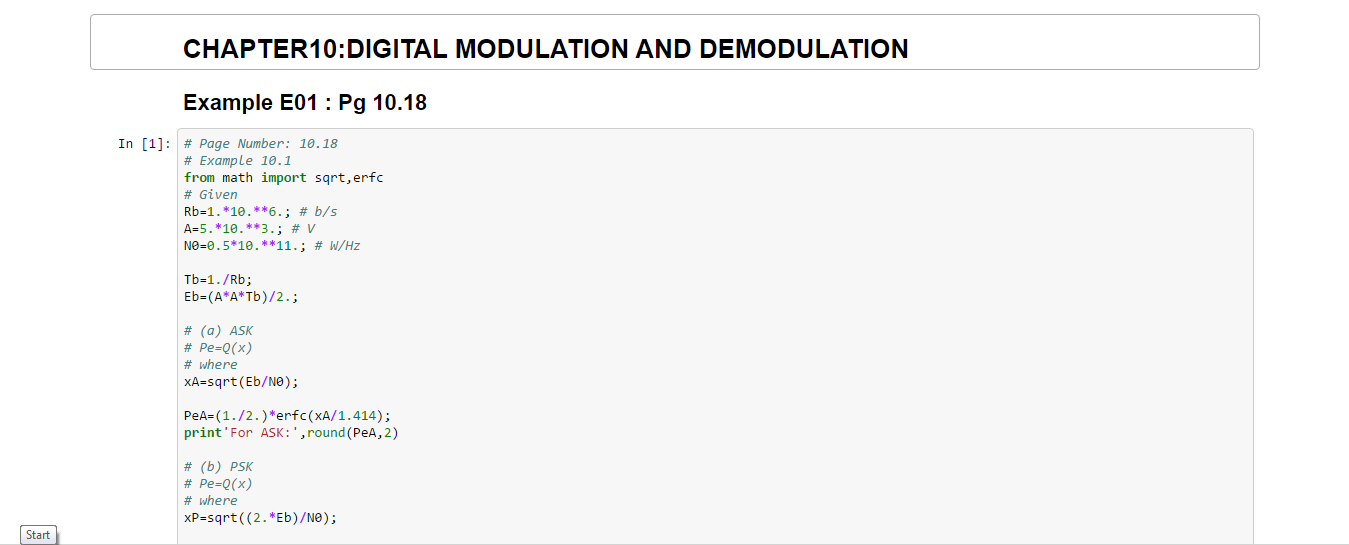 CHAPTER10:DIGITAL MODULATION AND DEMODULATION
Example E01 : Pg 10.18
In [1]:
# Page Number: 10.18
# Example 10.1
from math import sqrt,erfc
# Given
Rb=1.*10.**6.; # b/s
A=5.*10.**3.; # V
N0=0.5*10.**11.; # W/Hz
Tb=1./Rb;
Eb=(A*A*Tb)/2.;
# (a) ASK
# Pe=Q(x)
# where
xA=sqrt(Eb/N0);
PeA=(1./2.)*erfc(xA/1.414);
print'For ASK:',round(PeA,2)
# (b) PSK
# Pe=Q(x)
# where
xP=sqrt((2.*Eb)/N0);
Start